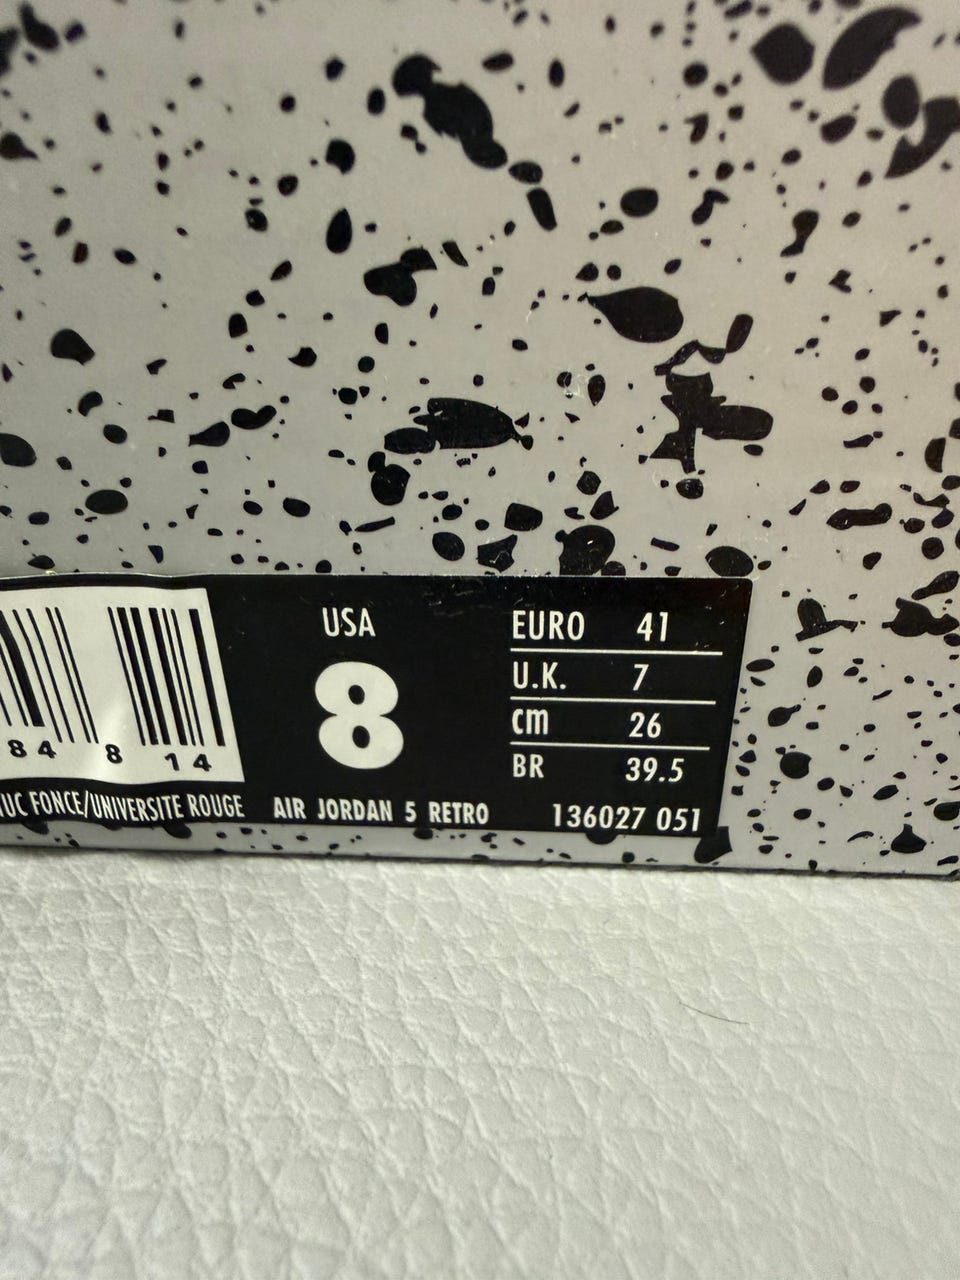 USA
8
EURO 41
U.K. 7
cm 26
BR 39.5
84 8 14
FONCE/UNIVERSITE ROUGE AIR JORDAN 5 RETRO 136027 051